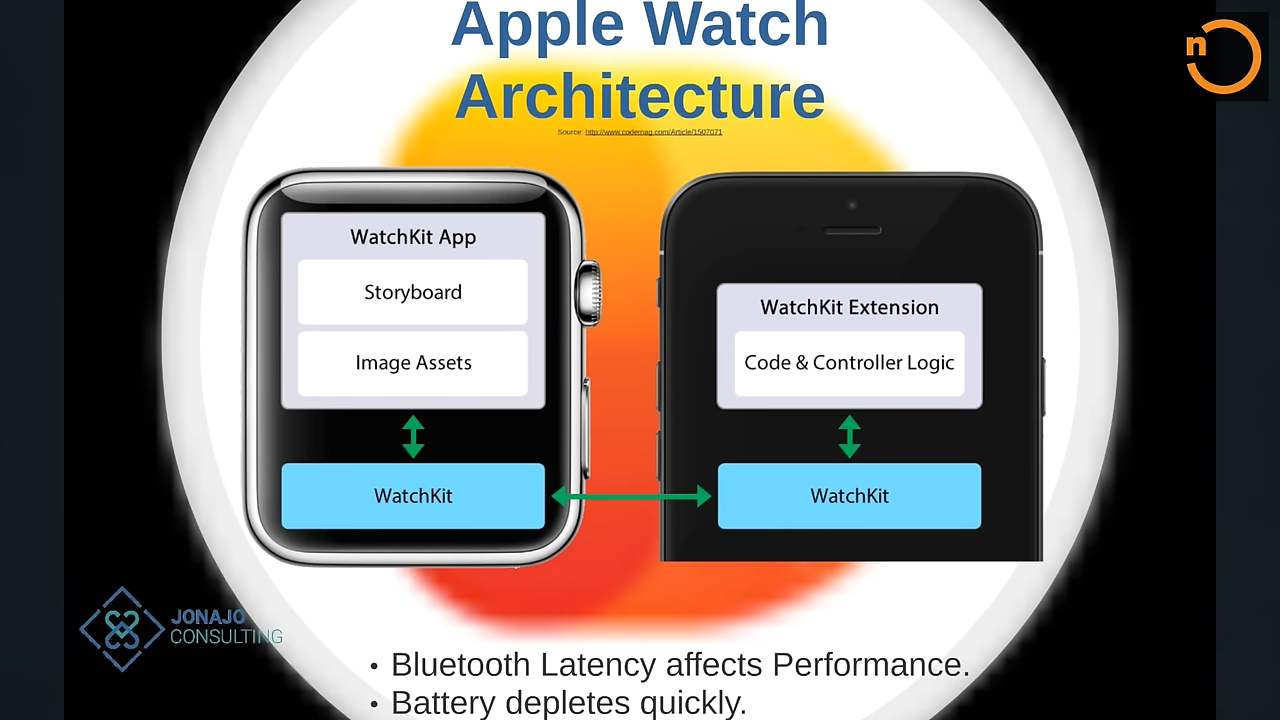 Apple Watch
Architecture
Source: http://www.codemag.com/Article/1507071
WatchKit App
Storyboard
Image Assets
WatchKit
WatchKit Extension
Code & Controller Logic
WatchKit
n
JONAJO
CONSULTING
• Bluetooth Latency affects Performance.
• Battery depletes quickly.